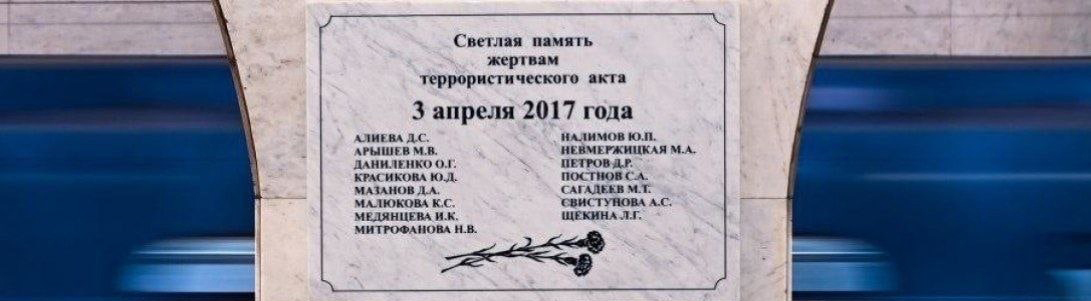 Светлая память
жертвам
террористического акта
3 апреля 2017 года
АЛИЕВА Д.С.
АРЫШЕВ М.В.
ДАНИЛЕНКО О.Г.
КРАСИКОВА Ю.Д.
МАЗАНОВ Д.А.
МАЛЮКОВА К.С.
МЕДЯНЦЕВА И.К.
МИТРОФАНОВА Н.В.
НАЛИМОВ Ю.П.
НЕВМЕРЖИЦКАЯ М.А.
ПЕТРОВ Д.Р.
ПОСТНОВ С.А.
САГАДЕЕВ М.Т.
СВИСТУНОВА А.С.
ЩЕКИНА Л.Г.